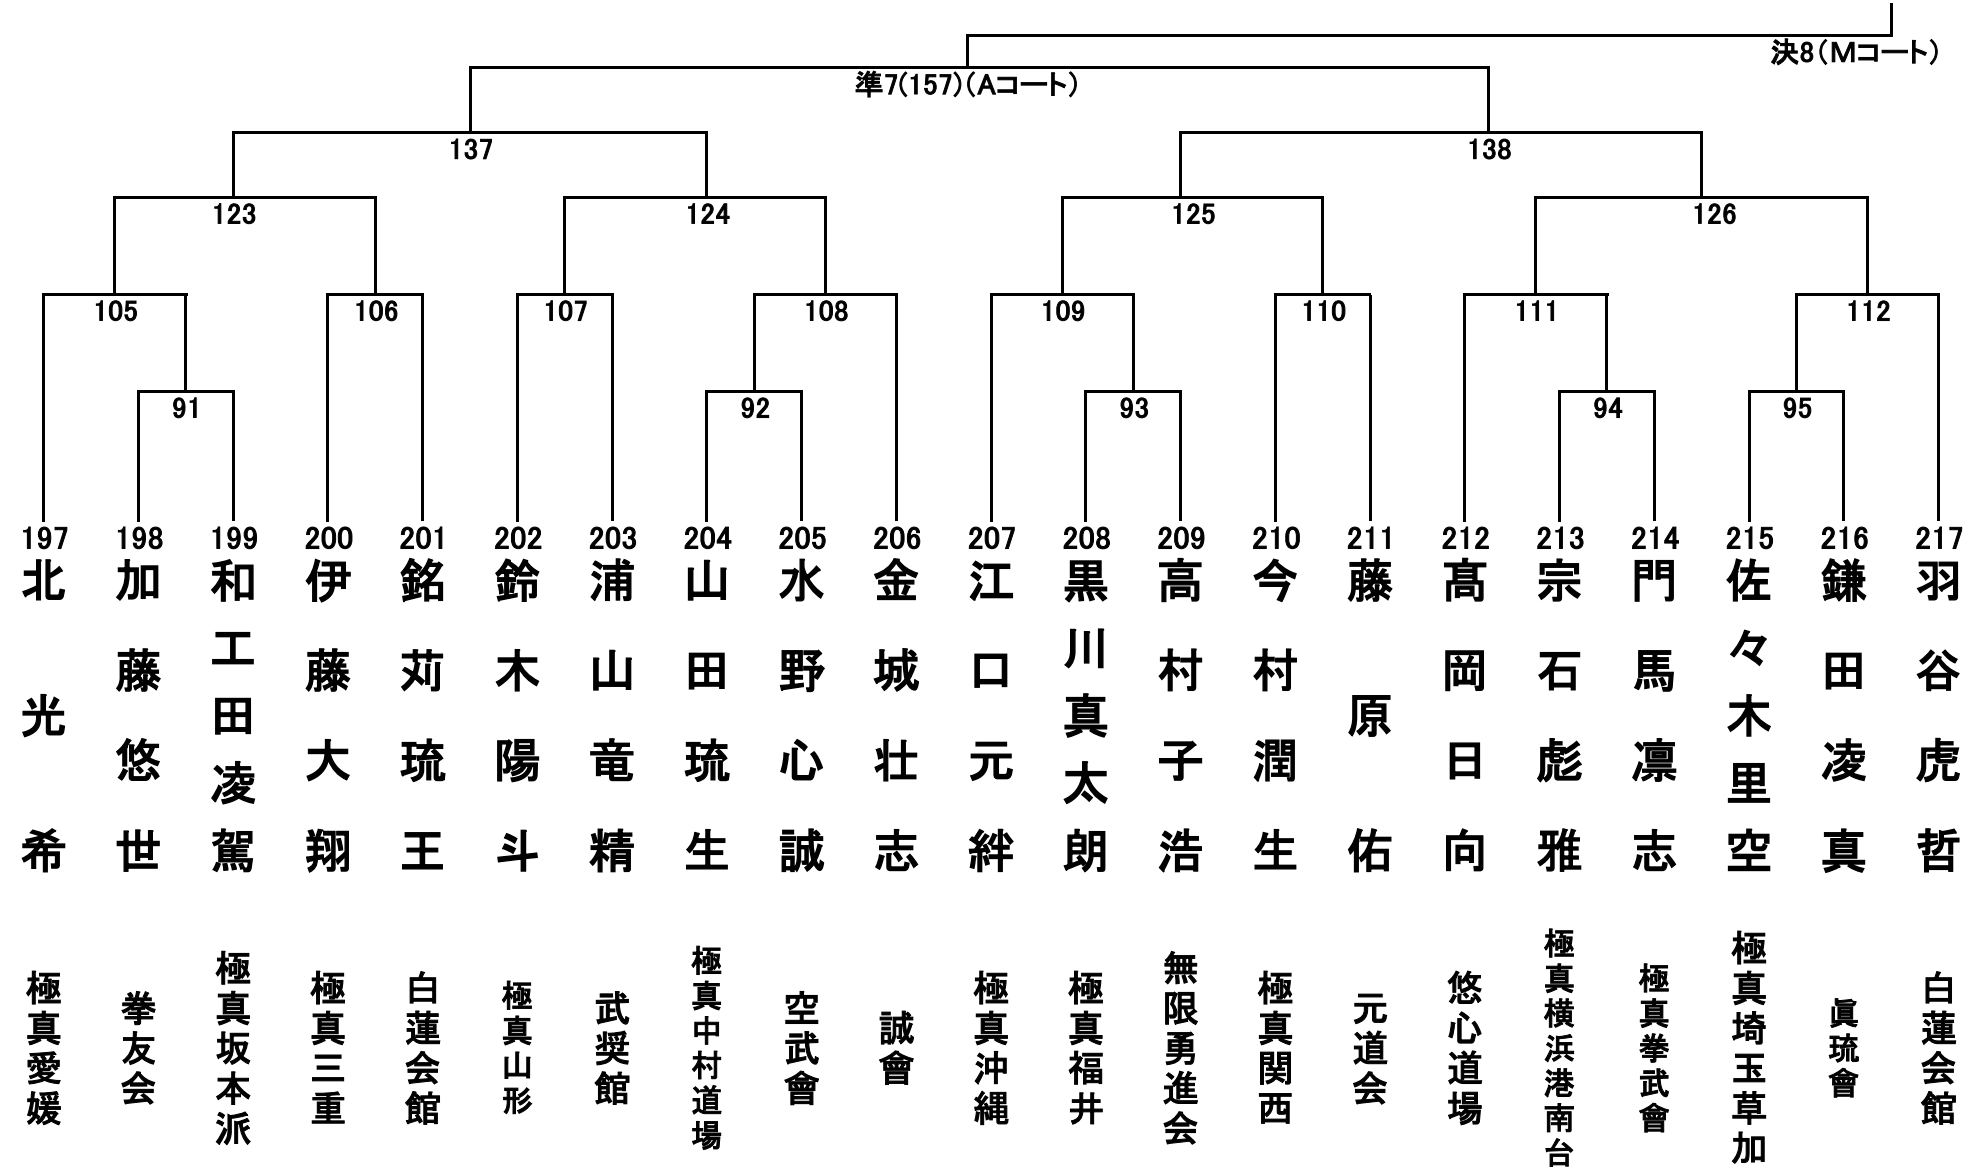 決8（Mコート）
準7(157)（Aコート）
137
138
123
124
125
126
105
106
107
108
109
110
111
112
91
92
93
94
95
197
北光希
極真愛媛
198
加藤悠世
拳友会
199
和工田凌駕
極真坂本派
200
伊藤大翔
極真三重
201
銘苅琉王
白蓮会館
202
鈴木陽斗
極真山形
203
浦山竜精
武奨館
204
山田琉生
極真中村道場
205
水野心誠
空武會
206
金城壮志
誠會
207
江口元絆
極真沖縄
208
黒川真太朗
極真福井
209
高村子浩
無限勇進会
210
今村潤生
極真関西
211
藤原佑
元道会
212
髙岡日向
悠心道場
213
宗石彪雅
極真横浜港南台
214
門馬凛志
極真拳武會
215
佐々木里空
極真埼玉草加
216
鎌田凌真
眞琉會
217
羽谷虎哲
白蓮会館